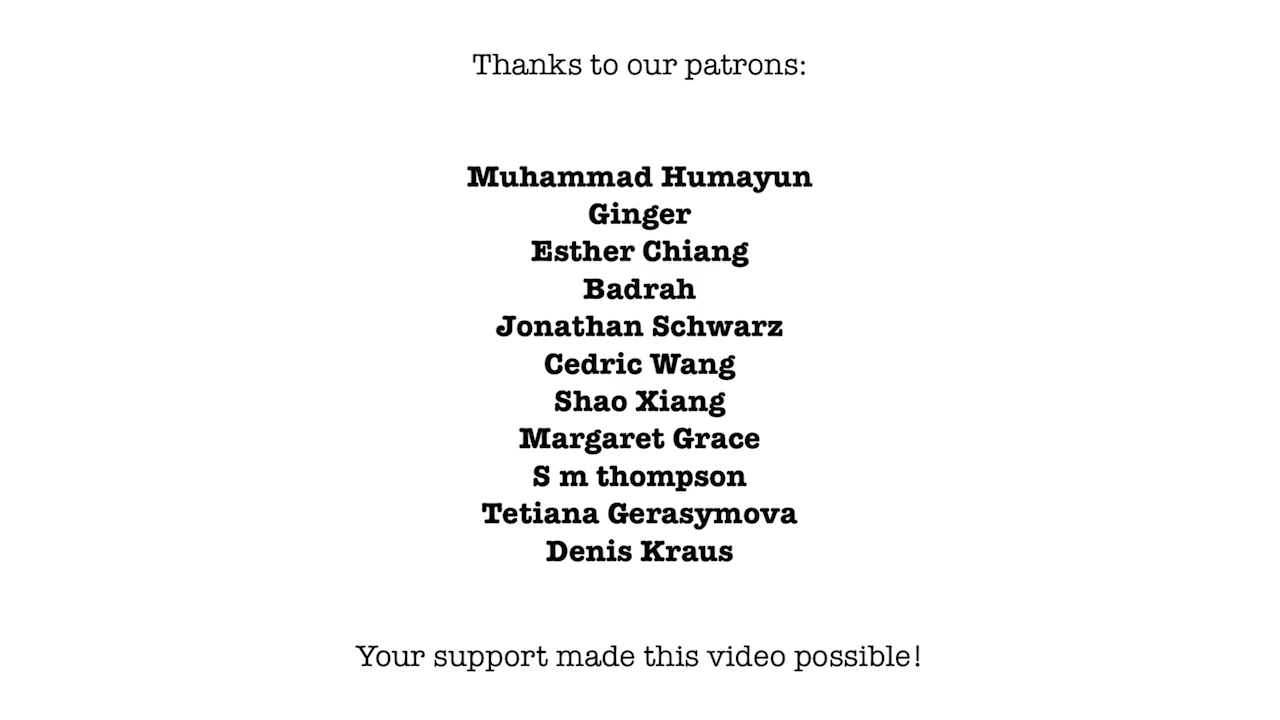 Thanks to our patrons:
Muhammad Humayun
Ginger
Esther Chiang
Badrah
Jonathan Schwarz
Cedric Wang
Shao Xiang
Margaret Grace
S m thompson
Tetiana Gerasymova
Denis Kraus
Your support made this video possible!